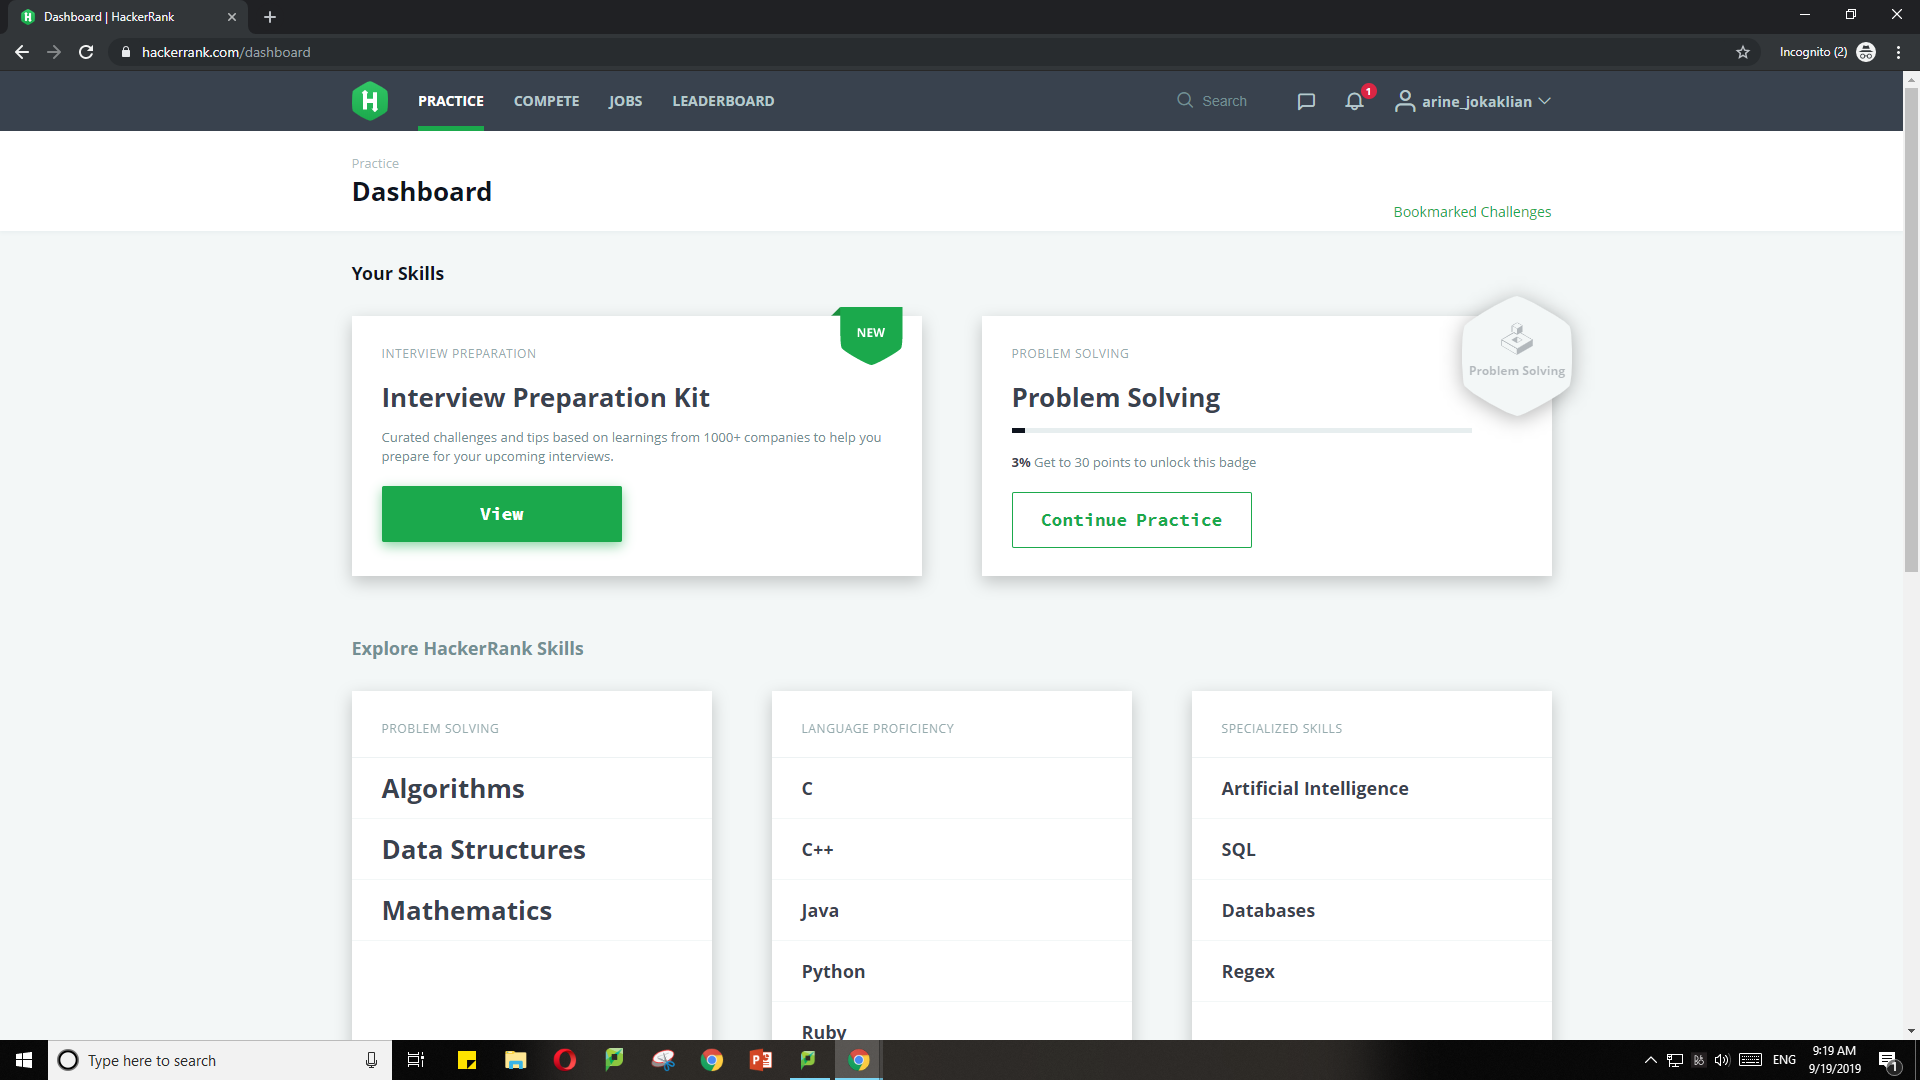 Dashboard | HackerRank
hackerrank.com/dashboard
Incognito (2)
PRACTICE COMPETE JOBS LEADERBOARD
Search
1
arine_jokaklian
Practice
Dashboard
Bookmarked Challenges
Your Skills
NEW
INTERVIEW PREPARATION
Interview Preparation Kit
Curated challenges and tips based on learnings from 1000+ companies to help you
prepare for your upcoming interviews.
View
PROBLEM SOLVING
Problem Solving
Problem Solving
3% Get to 30 points to unlock this badge
Continue Practice
Explore HackerRank Skills
PROBLEM SOLVING
Algorithms
Data Structures
Mathematics
LANGUAGE PROFICIENCY
C
C++
Java
Python
Ruby
SPECIALIZED SKILLS
Artificial Intelligence
SQL
Databases
Regex
Type here to search
ENG
9:19 AM
9/19/2019
1